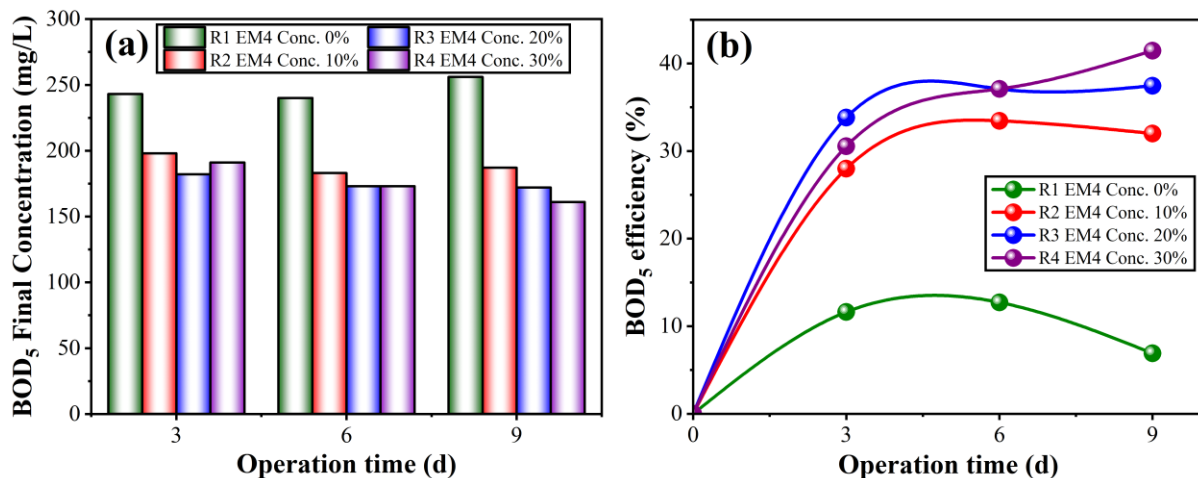 (a)
R1 EM4 Conc. 0%
R2 EM4 Conc. 10%
R3 EM4 Conc. 20%
R4 EM4 Conc. 30%
BOD₅ Final Concentration (mg/L)
300
250
200
150
100
50
0
3 6 9
Operation time (d)
(b)
R1 EM4 Conc. 0%
R2 EM4 Conc. 10%
R3 EM4 Conc. 20%
R4 EM4 Conc. 30%
BOD₅ efficiency (%)
40
30
20
10
0
0 3 6 9
Operation time (d)